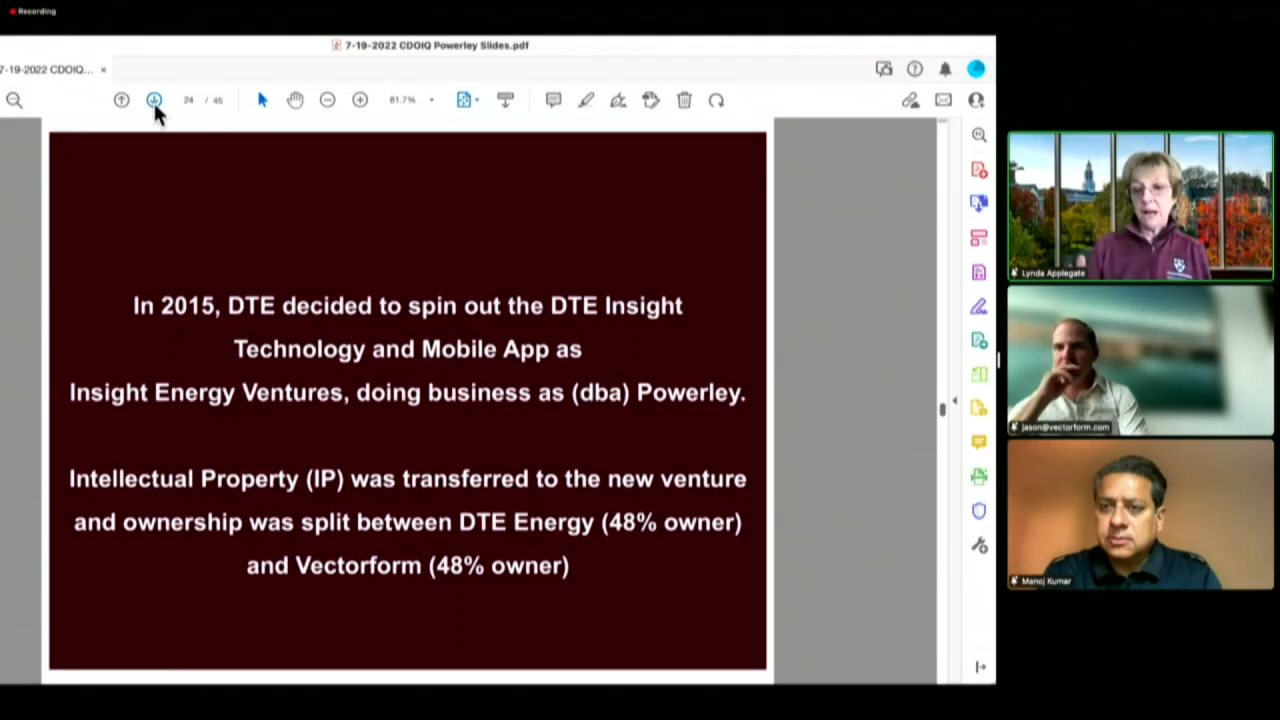 Recording
7-19-2022 CDOIQ Powerley Slides.pdf
7-19-2022 CDOIQ... ×
24 / 45
81.7%
In 2015, DTE decided to spin out the DTE Insight
Technology and Mobile App as
Insight Energy Ventures, doing business as (dba) Powerley.
Intellectual Property (IP) was transferred to the new venture
and ownership was split between DTE Energy (48% owner)
and Vectorform (48% owner)
Lynda Applegate
jason@vectorform.com
Manoj Kumar